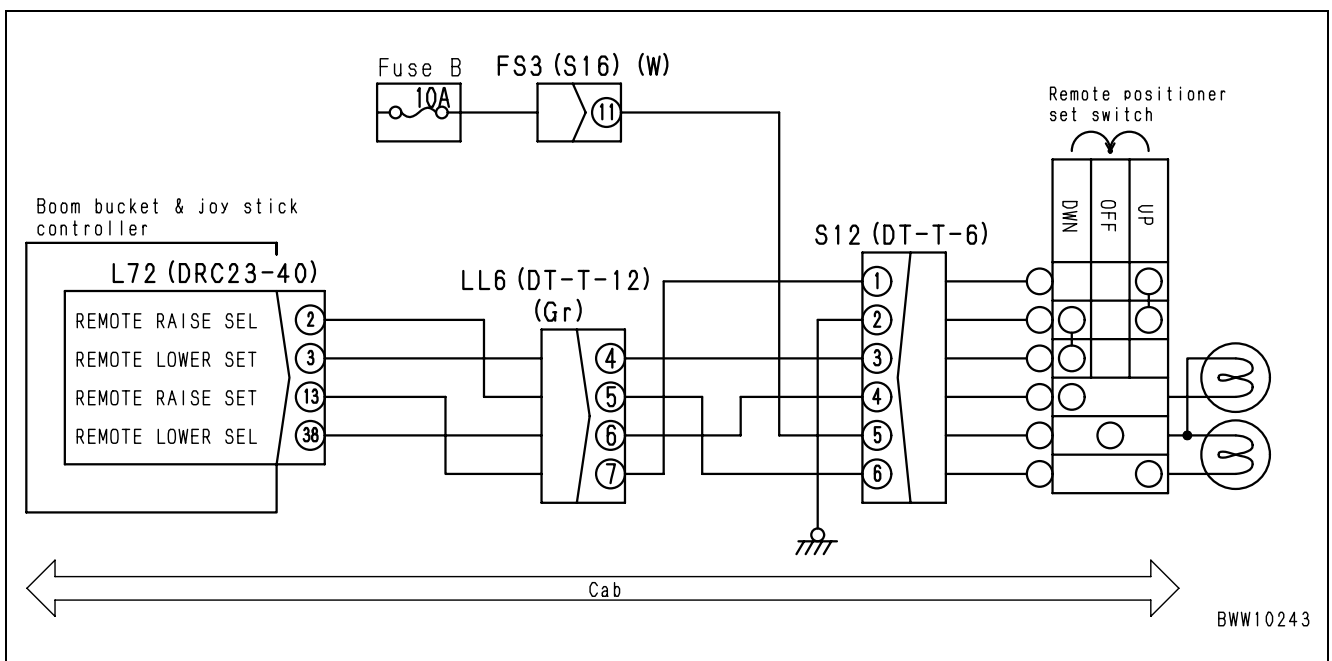 Fuse B
10A
FS3 (S16) (W)
11
Remote positioner
set switch
DWN
OFF
UP
Boom bucket & joy stick
controller
L72 (DRC23-40)
REMOTE RAISE SEL 2
REMOTE LOWER SET 3
REMOTE RAISE SET 13
REMOTE LOWER SEL 38
LL6 (DT-T-12)
(Gr)
4
5
6
7
S12 (DT-T-6)
1
2
3
4
5
6
Cab
BWW10243